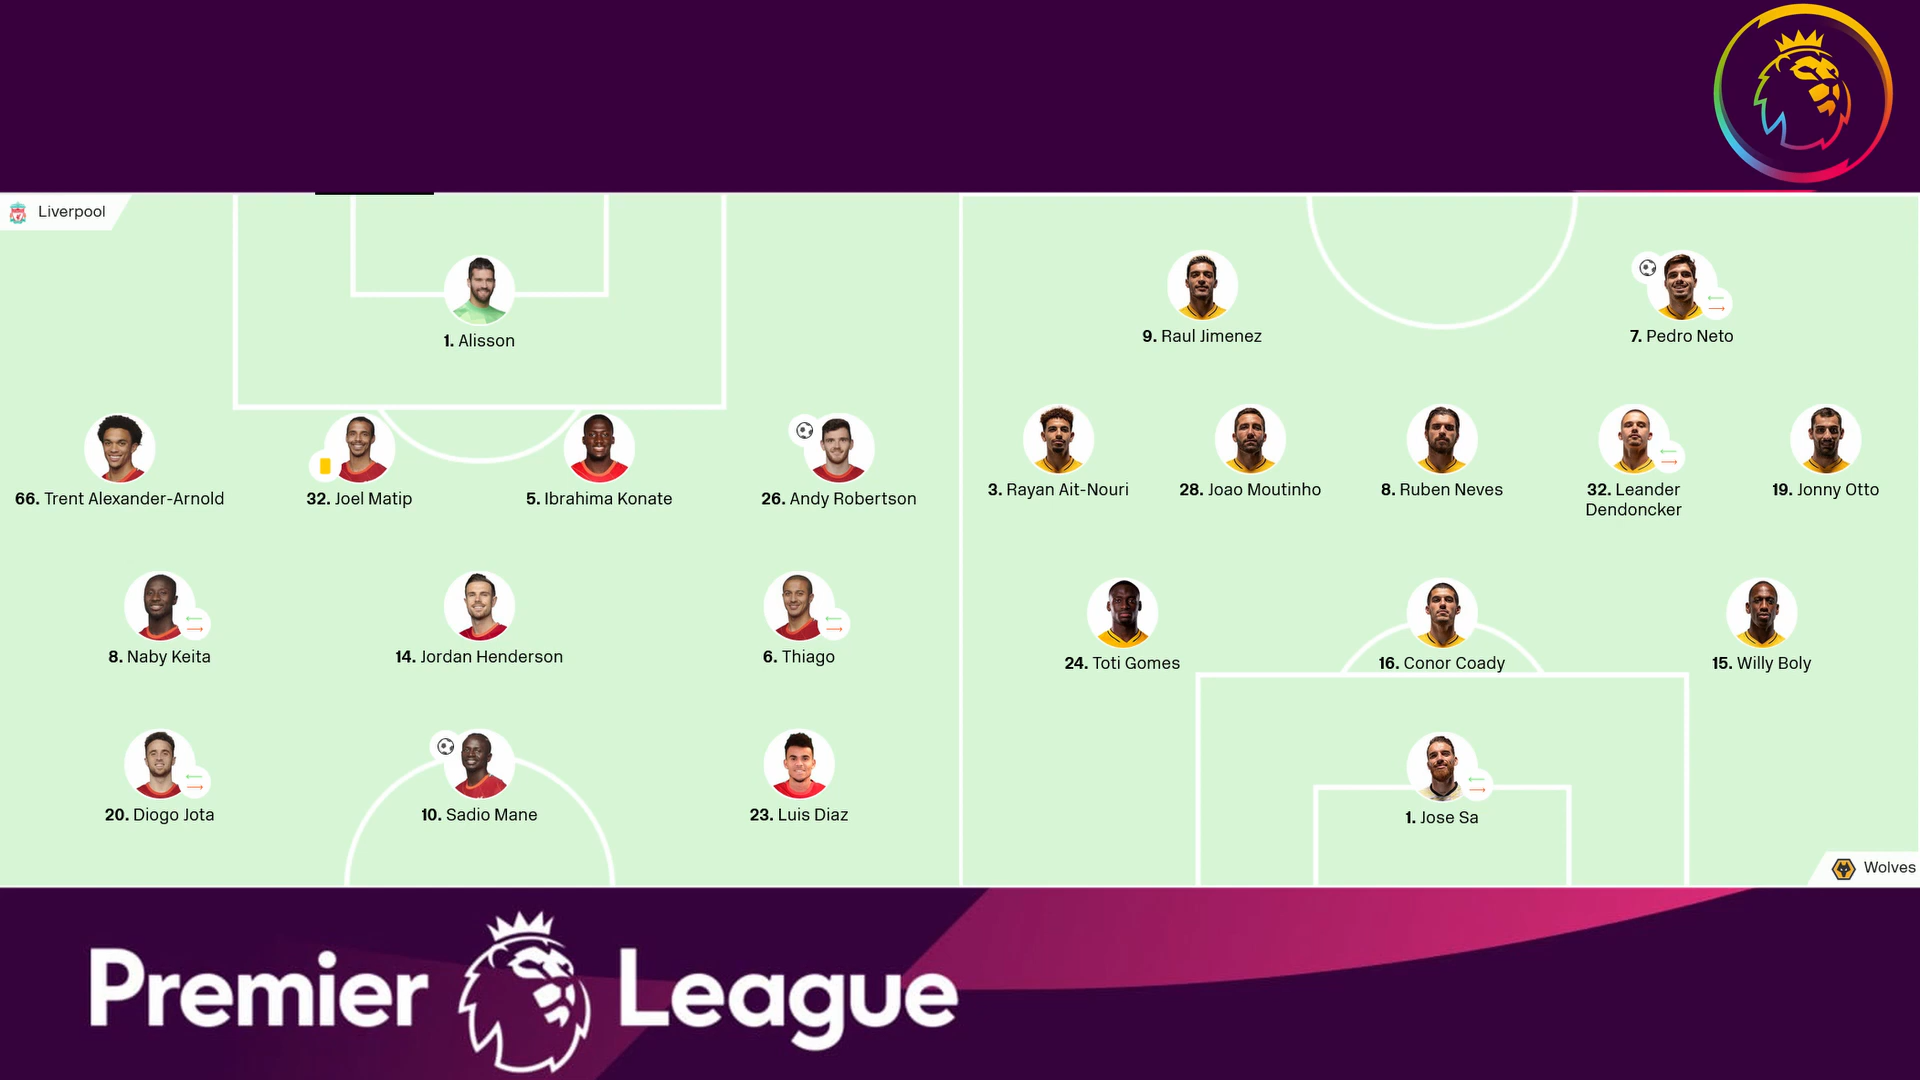 Liverpool
1. Alisson
66. Trent Alexander-Arnold
32. Joel Matip
5. Ibrahima Konate
26. Andy Robertson
8. Naby Keita
14. Jordan Henderson
6. Thiago
20. Diogo Jota
10. Sadio Mane
23. Luis Diaz
9. Raul Jimenez
7. Pedro Neto
3. Rayan Ait-Nouri
28. Joao Moutinho
8. Ruben Neves
32. Leander
Dendoncker
19. Jonny Otto
24. Toti Gomes
16. Conor Coady
15. Willy Boly
1. Jose Sa
Wolves
Premier League